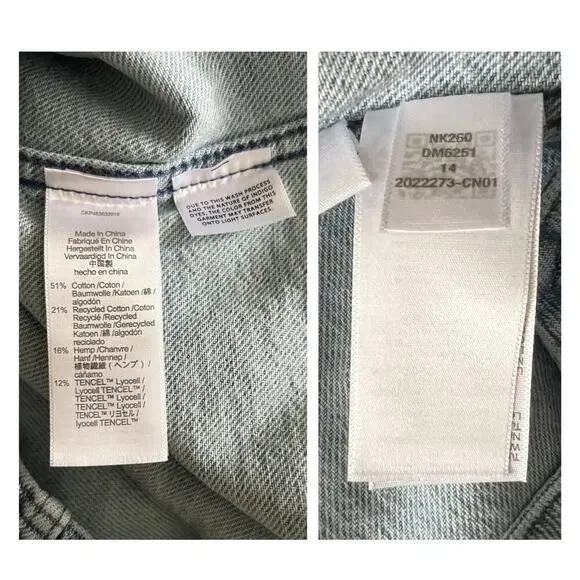 Made in China
Fabriqué En Chine
Hergestellt In China
Vervaardigd In China
中国製
hecho en china
51% Cotton /Coton /
Baumwolle /Katoen /綿 /
algodón
21% Recycled Cotton /Coton
Recyclé /Recycled
Baumwolle /Gerecycled
Katoen /綿 /algodón
reciclado
16% Hemp /Chanvre /
Hanf /Hennep /
植物繊維 (ヘンプ) /
cáñamo
12% TENCEL™ Lyocell /
Lyocell TENCEL™ /
TENCEL™ Lyocell /
Lyocell TENCEL™ /
TENCEL™ リヨセル /
lyocell TENCEL™
DUE TO THIS WASH PROCESS
AND THE NATURE OF INDIGO
DYES, THE COLOR FROM THIS
GARMENT MAY TRANSFER
ONTO LIGHT SURFACES.
NK260
DM6251
14
2022273-CN01